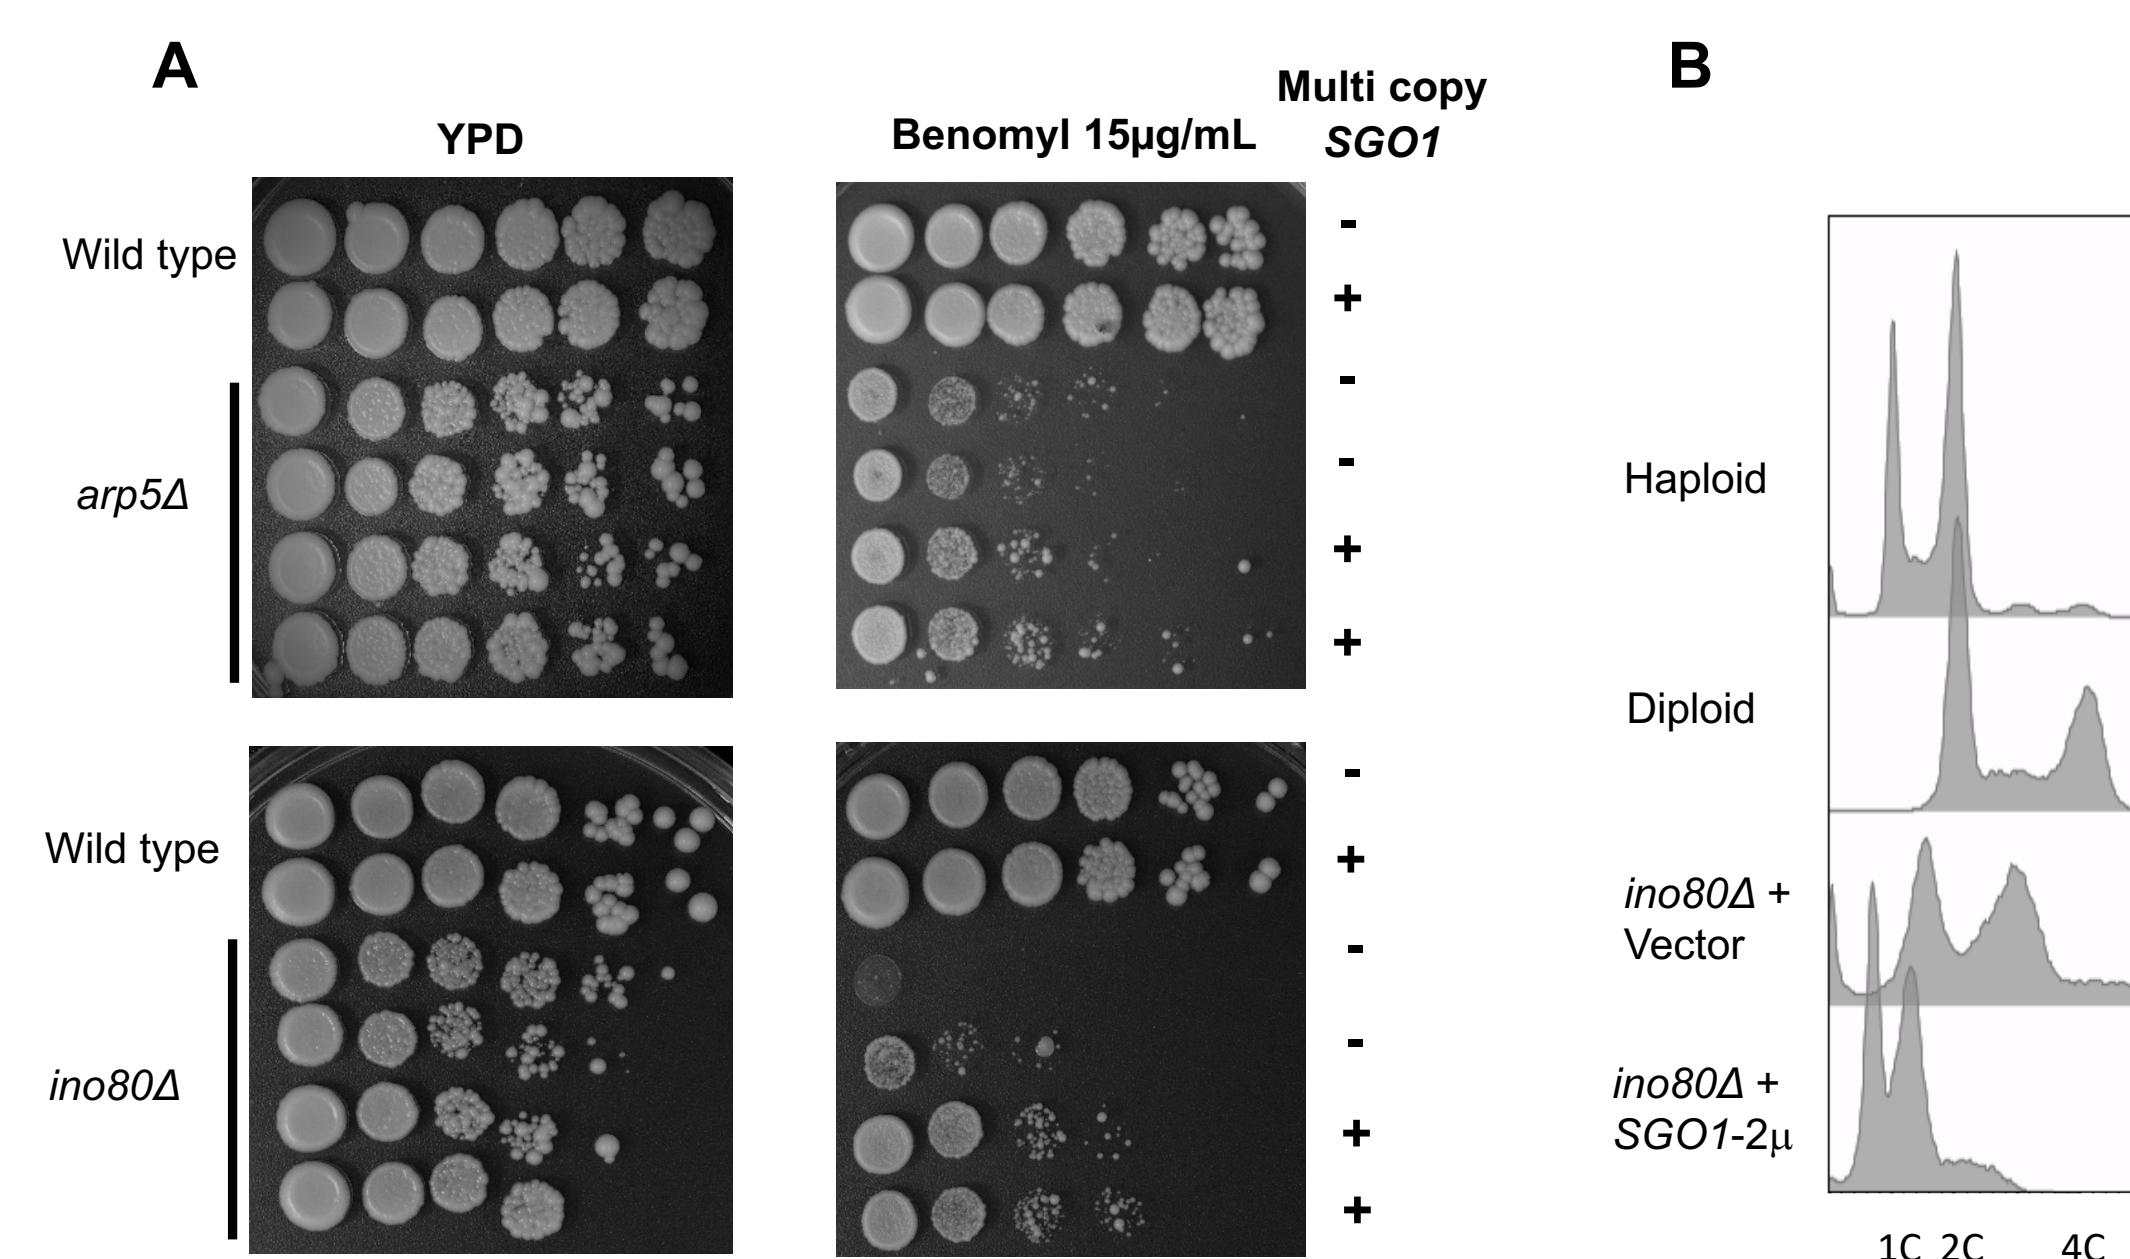 A
B
YPD
Benomyl 15µg/mL
Multi copy
SGO1
Wild type
-
+
arp5Δ
-
-
+
+
Wild type
-
+
ino80Δ
-
-
+
+
Haploid
Diploid
ino80Δ +
Vector
ino80Δ +
SGO1-2µ
1C 2C 4C